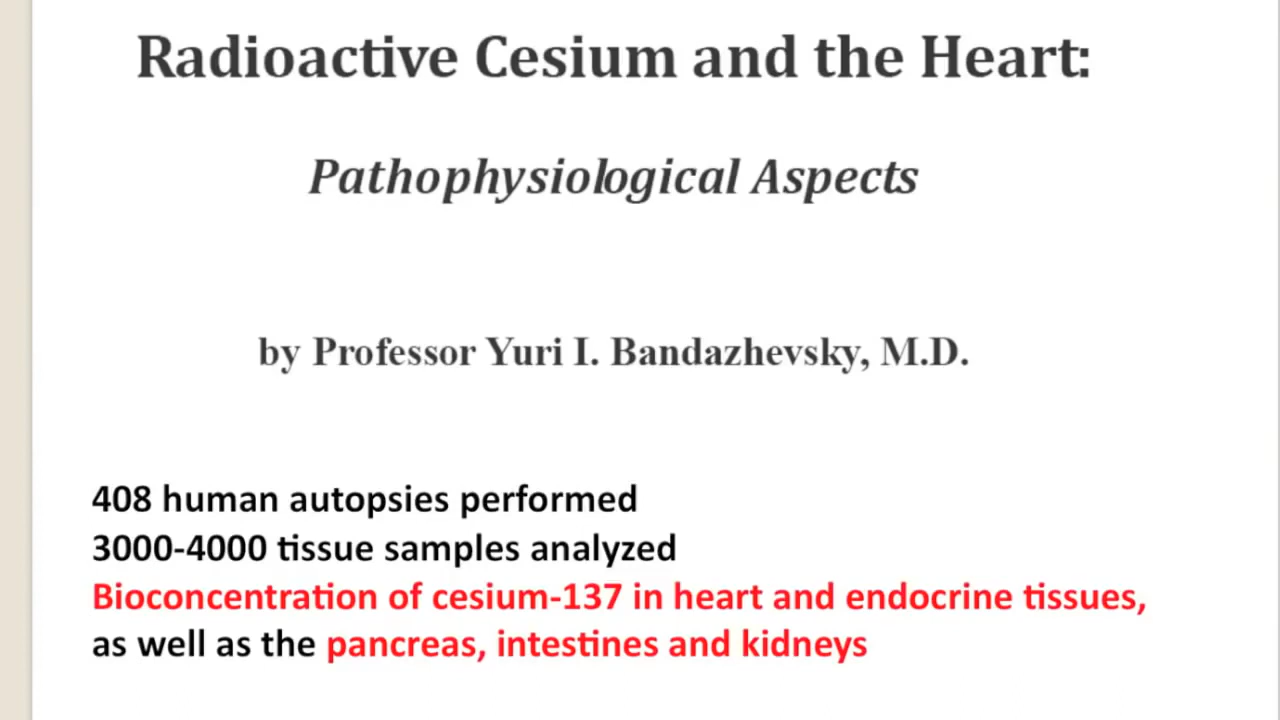 Radioactive Cesium and the Heart:
Pathophysiological Aspects
by Professor Yuri I. Bandazhevsky, M.D.
408 human autopsies performed
3000-4000 tissue samples analyzed
Bioconcentration of cesium-137 in heart and endocrine tissues,
as well as the pancreas, intestines and kidneys